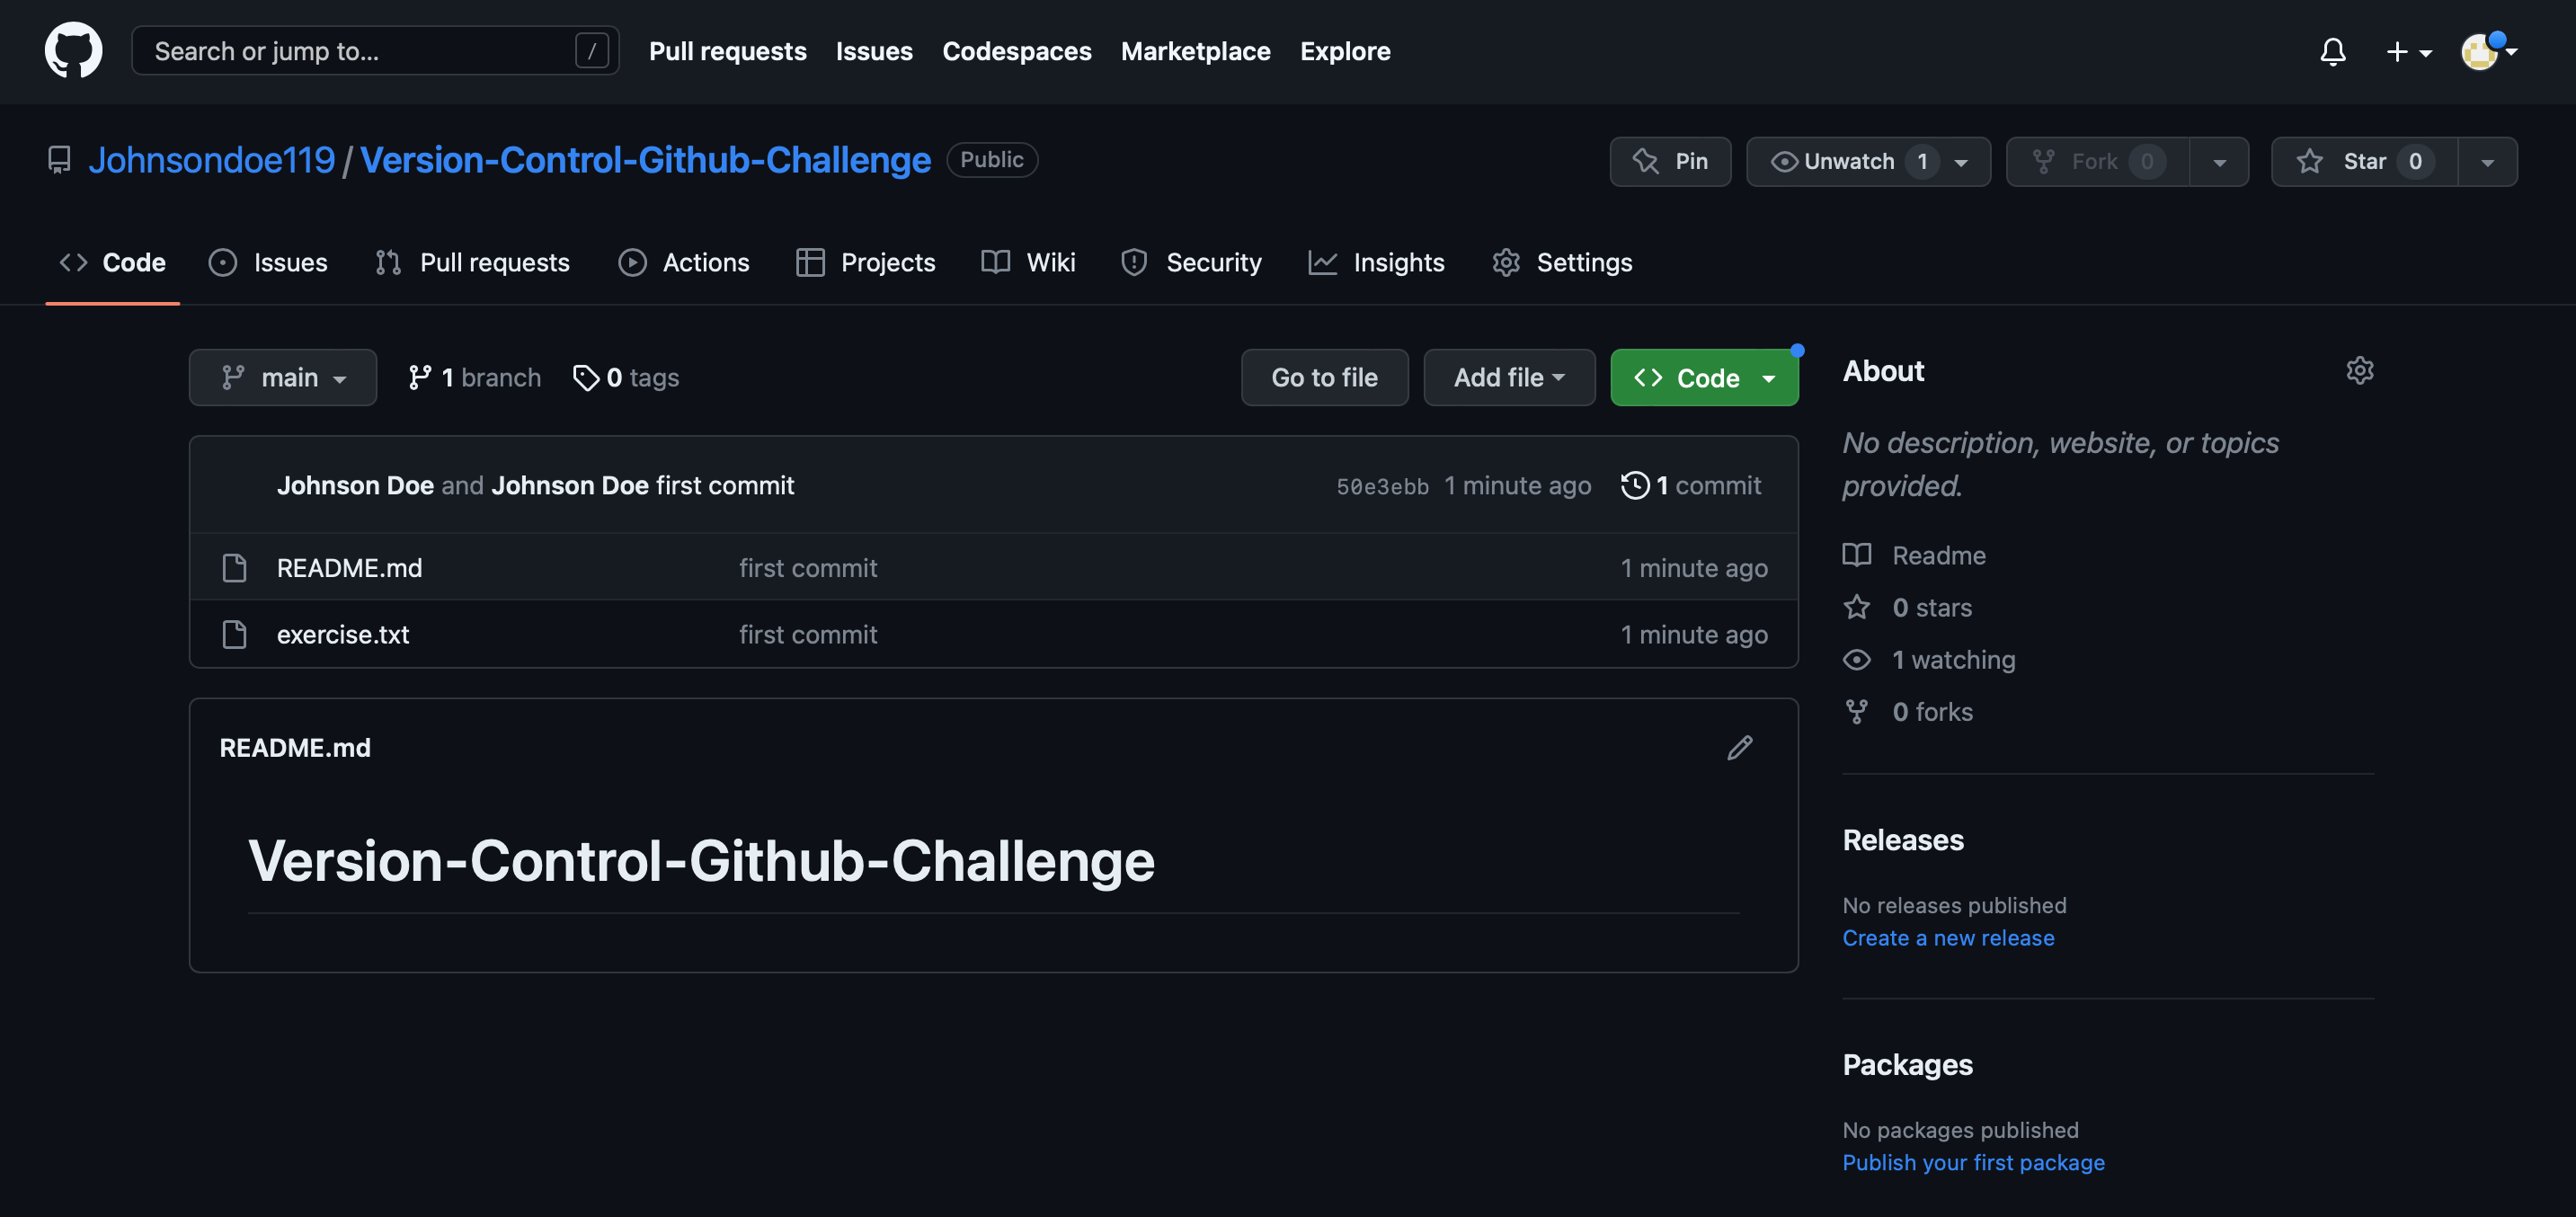 Search or jump to... / Pull requests Issues Codespaces Marketplace Explore
Johnsondoe119 / Version-Control-Github-Challenge Public Pin Unwatch 1 Fork 0 Star 0
Code Issues Pull requests Actions Projects Wiki Security Insights Settings
main 1 branch 0 tags Go to file Add file Code
Johnson Doe and Johnson Doe first commit 50e3ebb 1 minute ago 1 commit
README.md first commit 1 minute ago
exercise.txt first commit 1 minute ago
README.md
Version-Control-Github-Challenge
About
No description, website, or topics
provided.
Readme
0 stars
1 watching
0 forks
Releases
No releases published
Create a new release
Packages
No packages published
Publish your first package